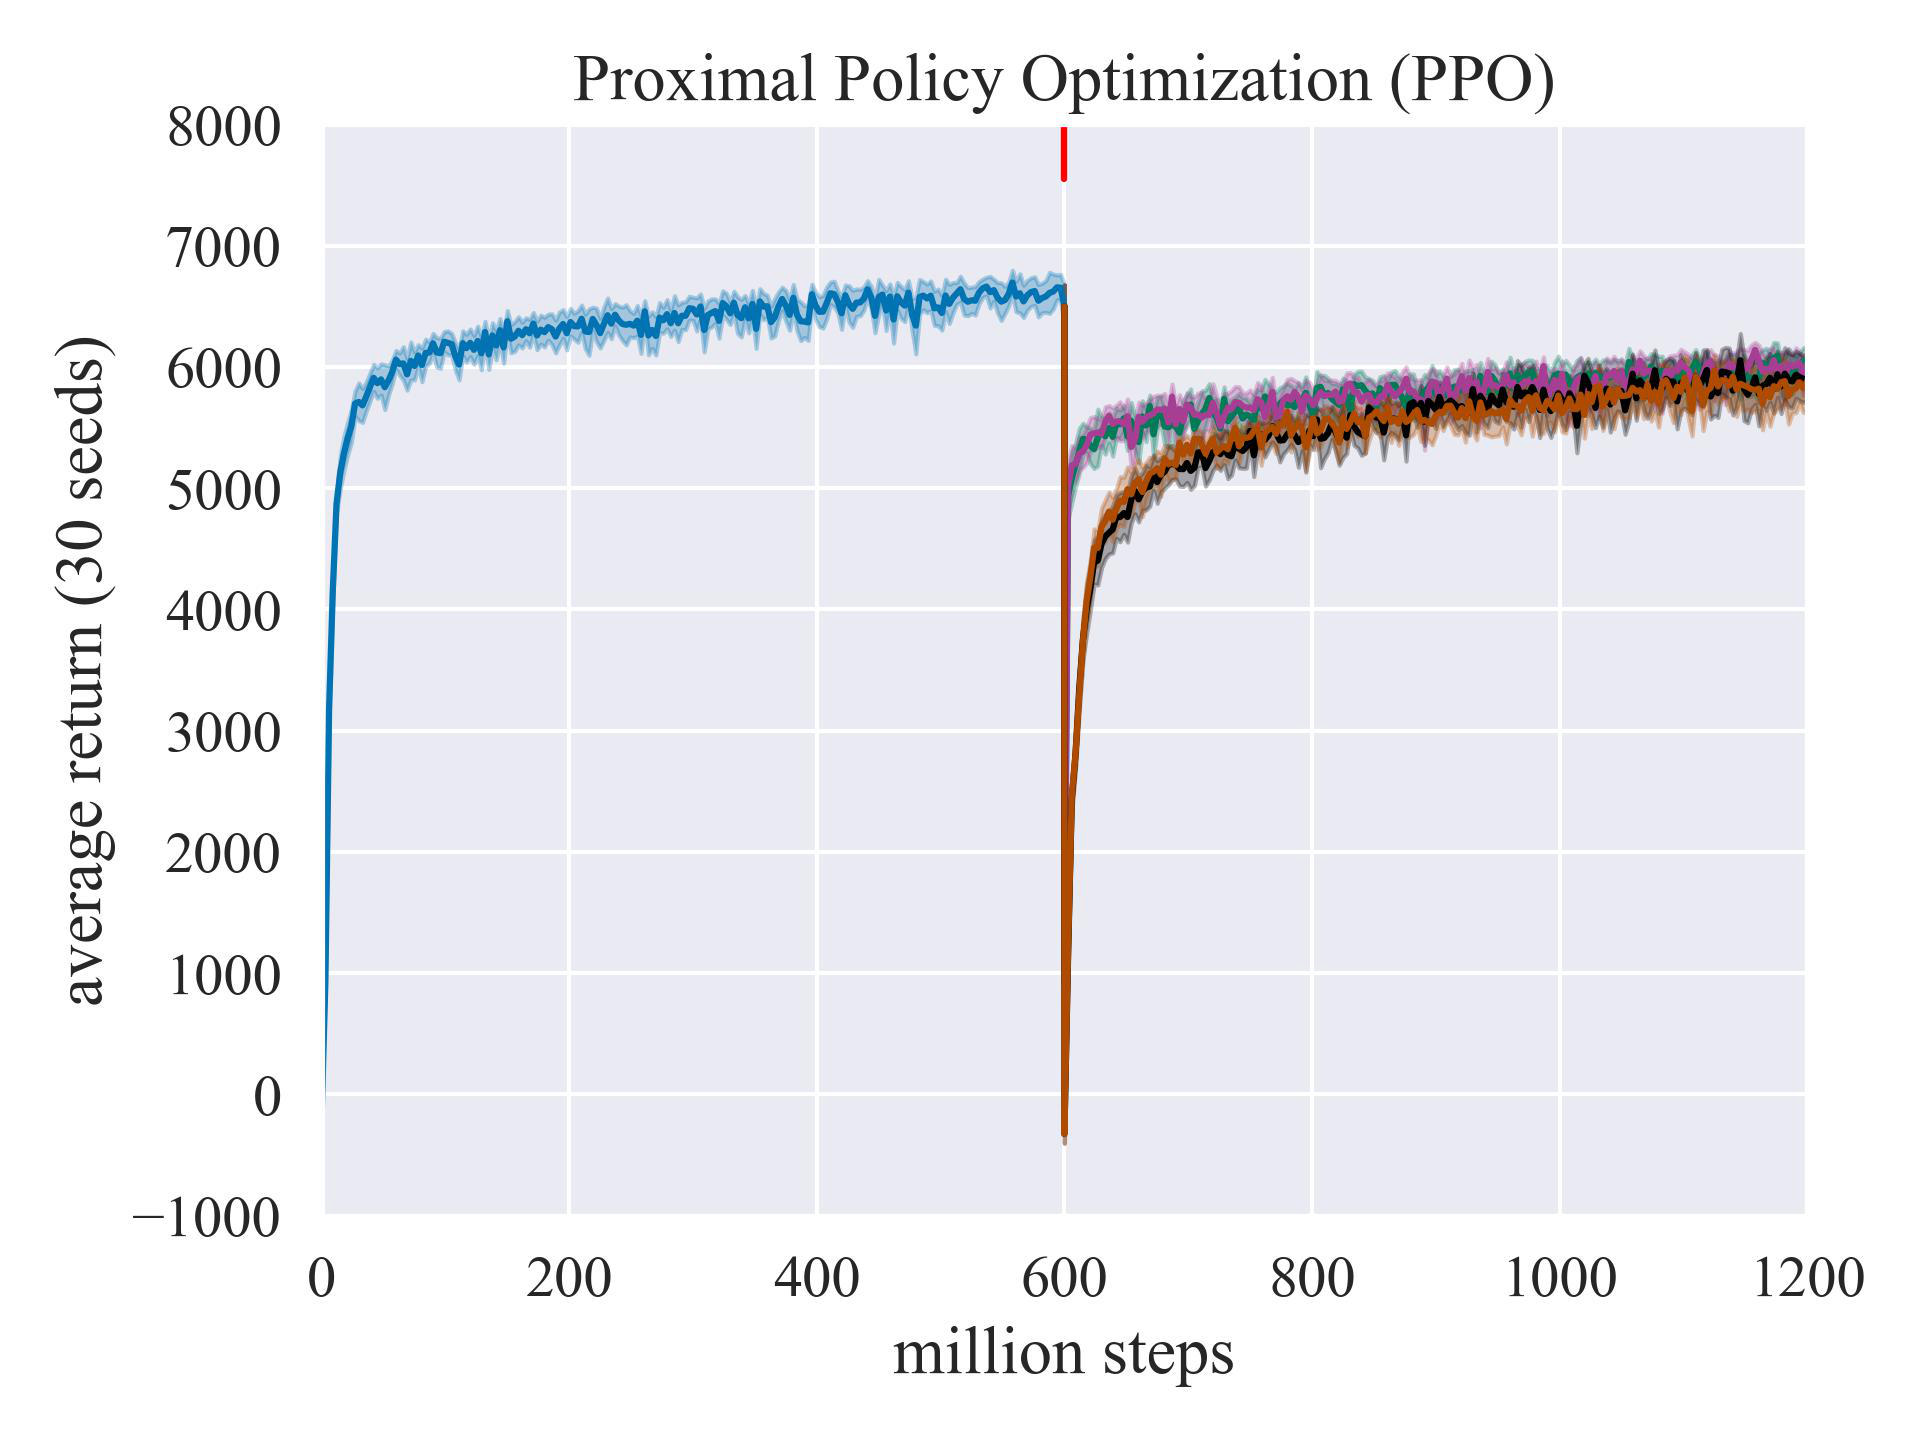 Proximal Policy Optimization (PPO)
8000
7000
6000
5000
4000
3000
2000
1000
0
−1000
average return (30 seeds)
0 200 400 600 800 1000 1200
million steps